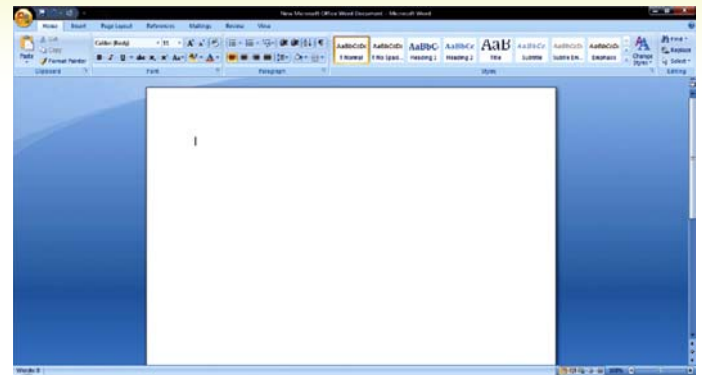 New Microsoft Office Word Document - Microsoft Word
Home Insert Page Layout References Mailings Review View
Paste
Cut
Copy
Format Painter
Calibri (Body) 11
AaBbCcDc AaBbCcDc AaBbC AaBbCc AaB AaBbCc. AaBbCcDc AaBbCcDc
¶ Normal ¶ No Spaci... Heading 1 Heading 2 Title Subtitle Subtle Em... Emphasis
Change
Styles
Find
Replace
Select
Clipboard Font Paragraph Styles Editing